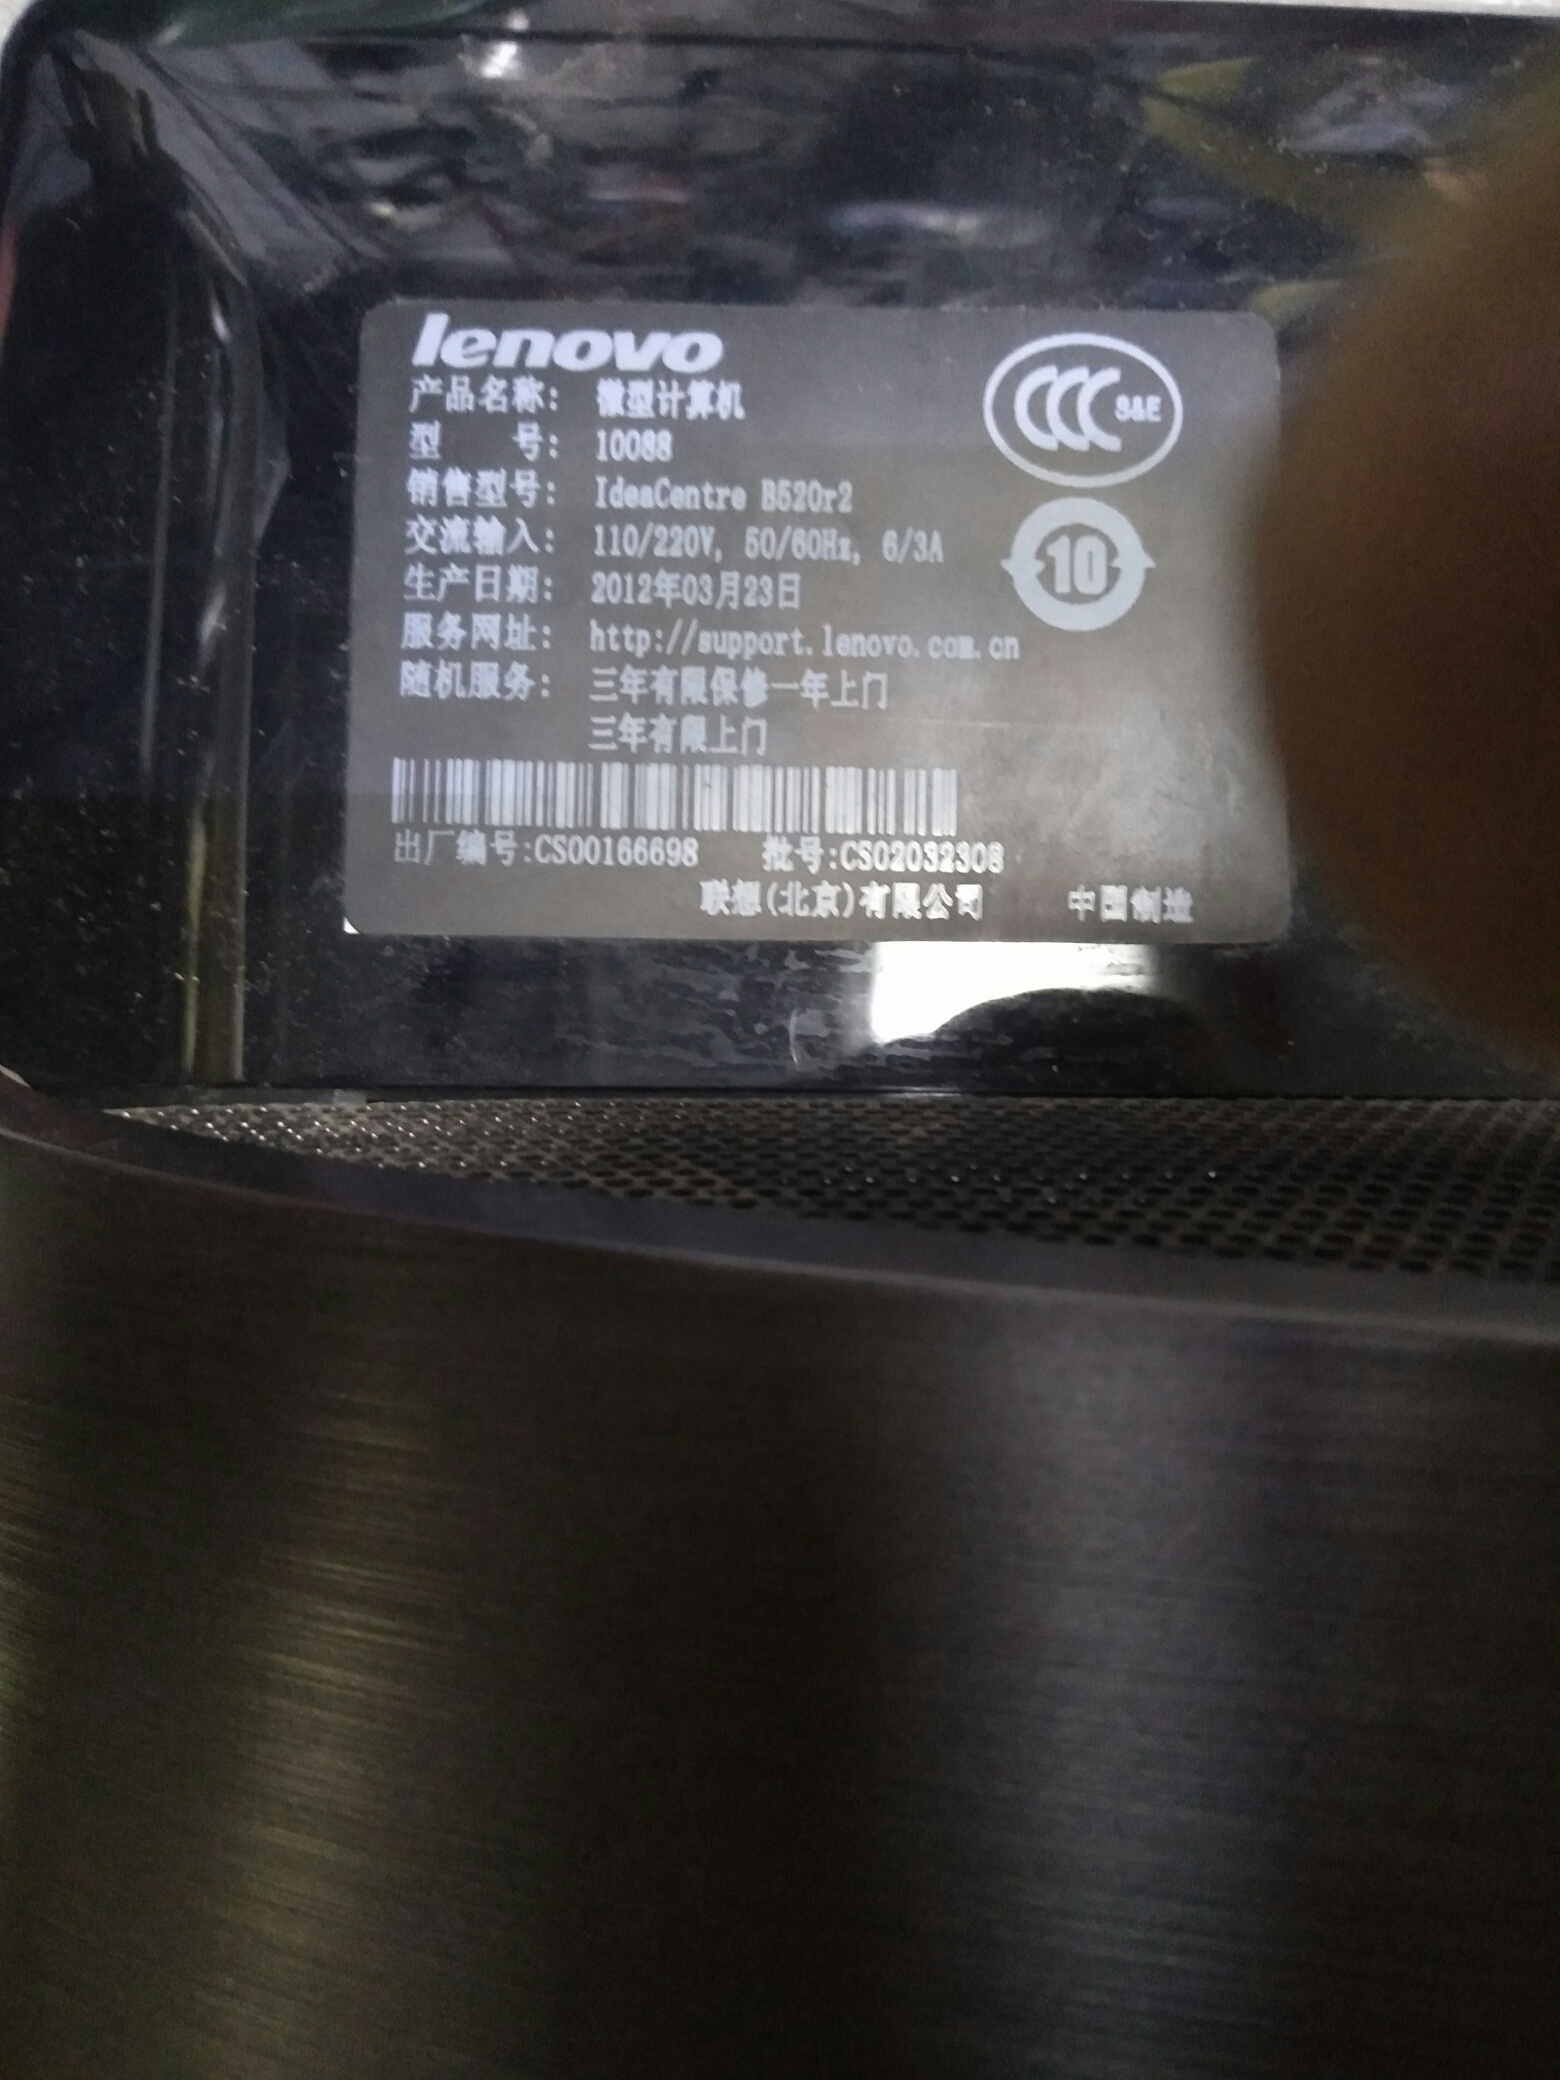 lenovo
产品名称： 微型计算机
CCC S&E
型 号： 10088
销售型号： IdeaCentre B520r2
交流输入： 110/220V, 50/60Hz, 6/3A
10
生产日期： 2012年03月23日
服务网址： http://support.lenovo.com.cn
随机服务： 三年有限保修一年上门
三年有限上门
出厂编号:CS00166698 批号:CS02032308
联想(北京)有限公司 中国制造